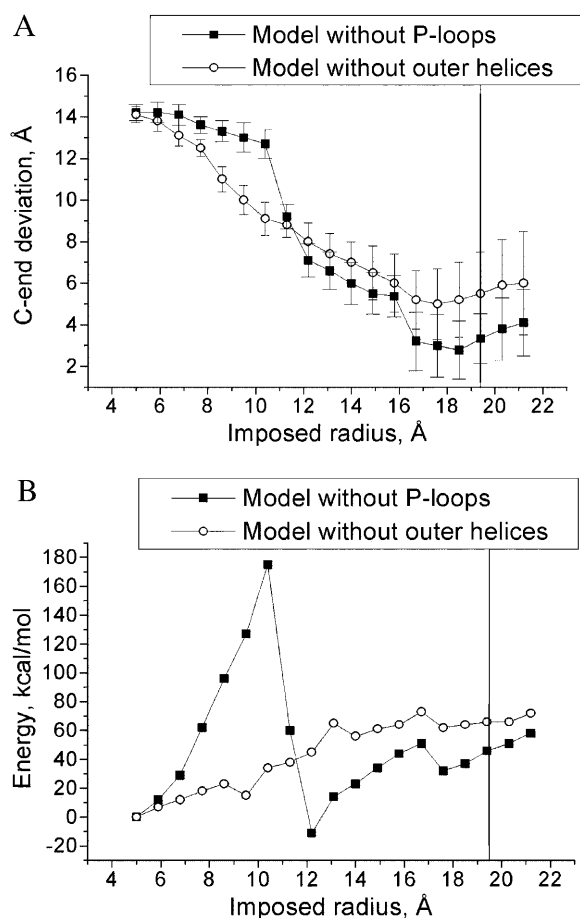 A
Model without P-loops
Model without outer helices
16
14
12
10
8
6
4
2
C-end deviation, Å
4 6 8 10 12 14 16 18 20 22
Imposed radius, Å
B
Model without P-loops
Model without outer helices
180
160
140
120
100
80
60
40
20
0
-20
Energy, kcal/mol
4 6 8 10 12 14 16 18 20 22
Imposed radius, Å